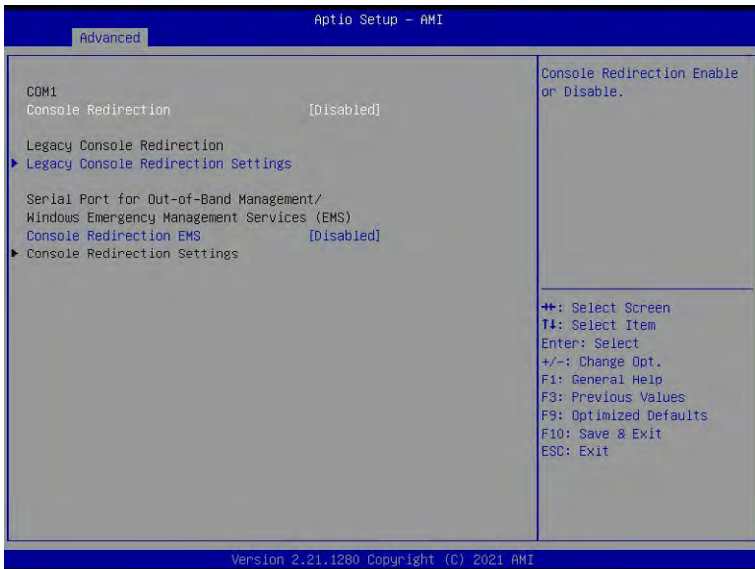 Aptio Setup - AMI
Advanced
COM1
Console Redirection [Disabled]
Legacy Console Redirection
Legacy Console Redirection Settings
Serial Port for Out-of-Band Management/
Windows Emergency Management Services (EMS)
Console Redirection EMS [Disabled]
Console Redirection Settings
Console Redirection Enable
or Disable.
→←: Select Screen
↑↓: Select Item
Enter: Select
+/-: Change Opt.
F1: General Help
F3: Previous Values
F9: Optimized Defaults
F10: Save & Exit
ESC: Exit
Version 2.21.1280 Copyright (C) 2021 AMI